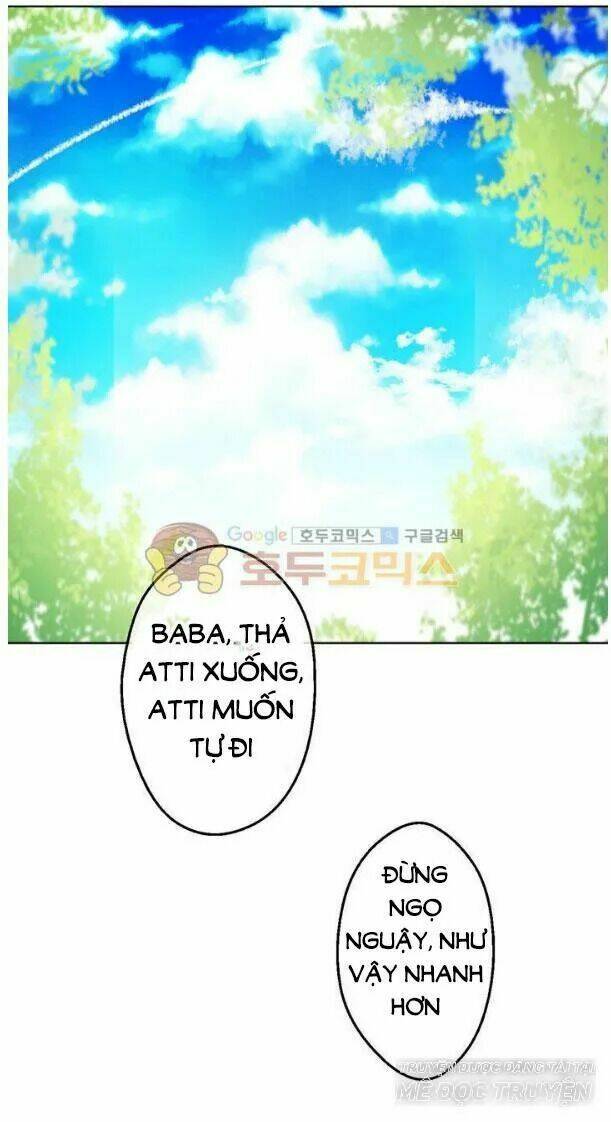 Google 호두코믹스 구글검색
호두코믹스
BABA, THẢ
ATTI XUỐNG,
ATTI MUỐN
TỰ ĐI
ĐỪNG
NGỌ
NGUẬY, NHƯ
VẬY NHANH
HƠN
TRUYỆN ĐƯỢC ĐĂNG TẢI TẠI
MÊ ĐỌC TRUYỆN